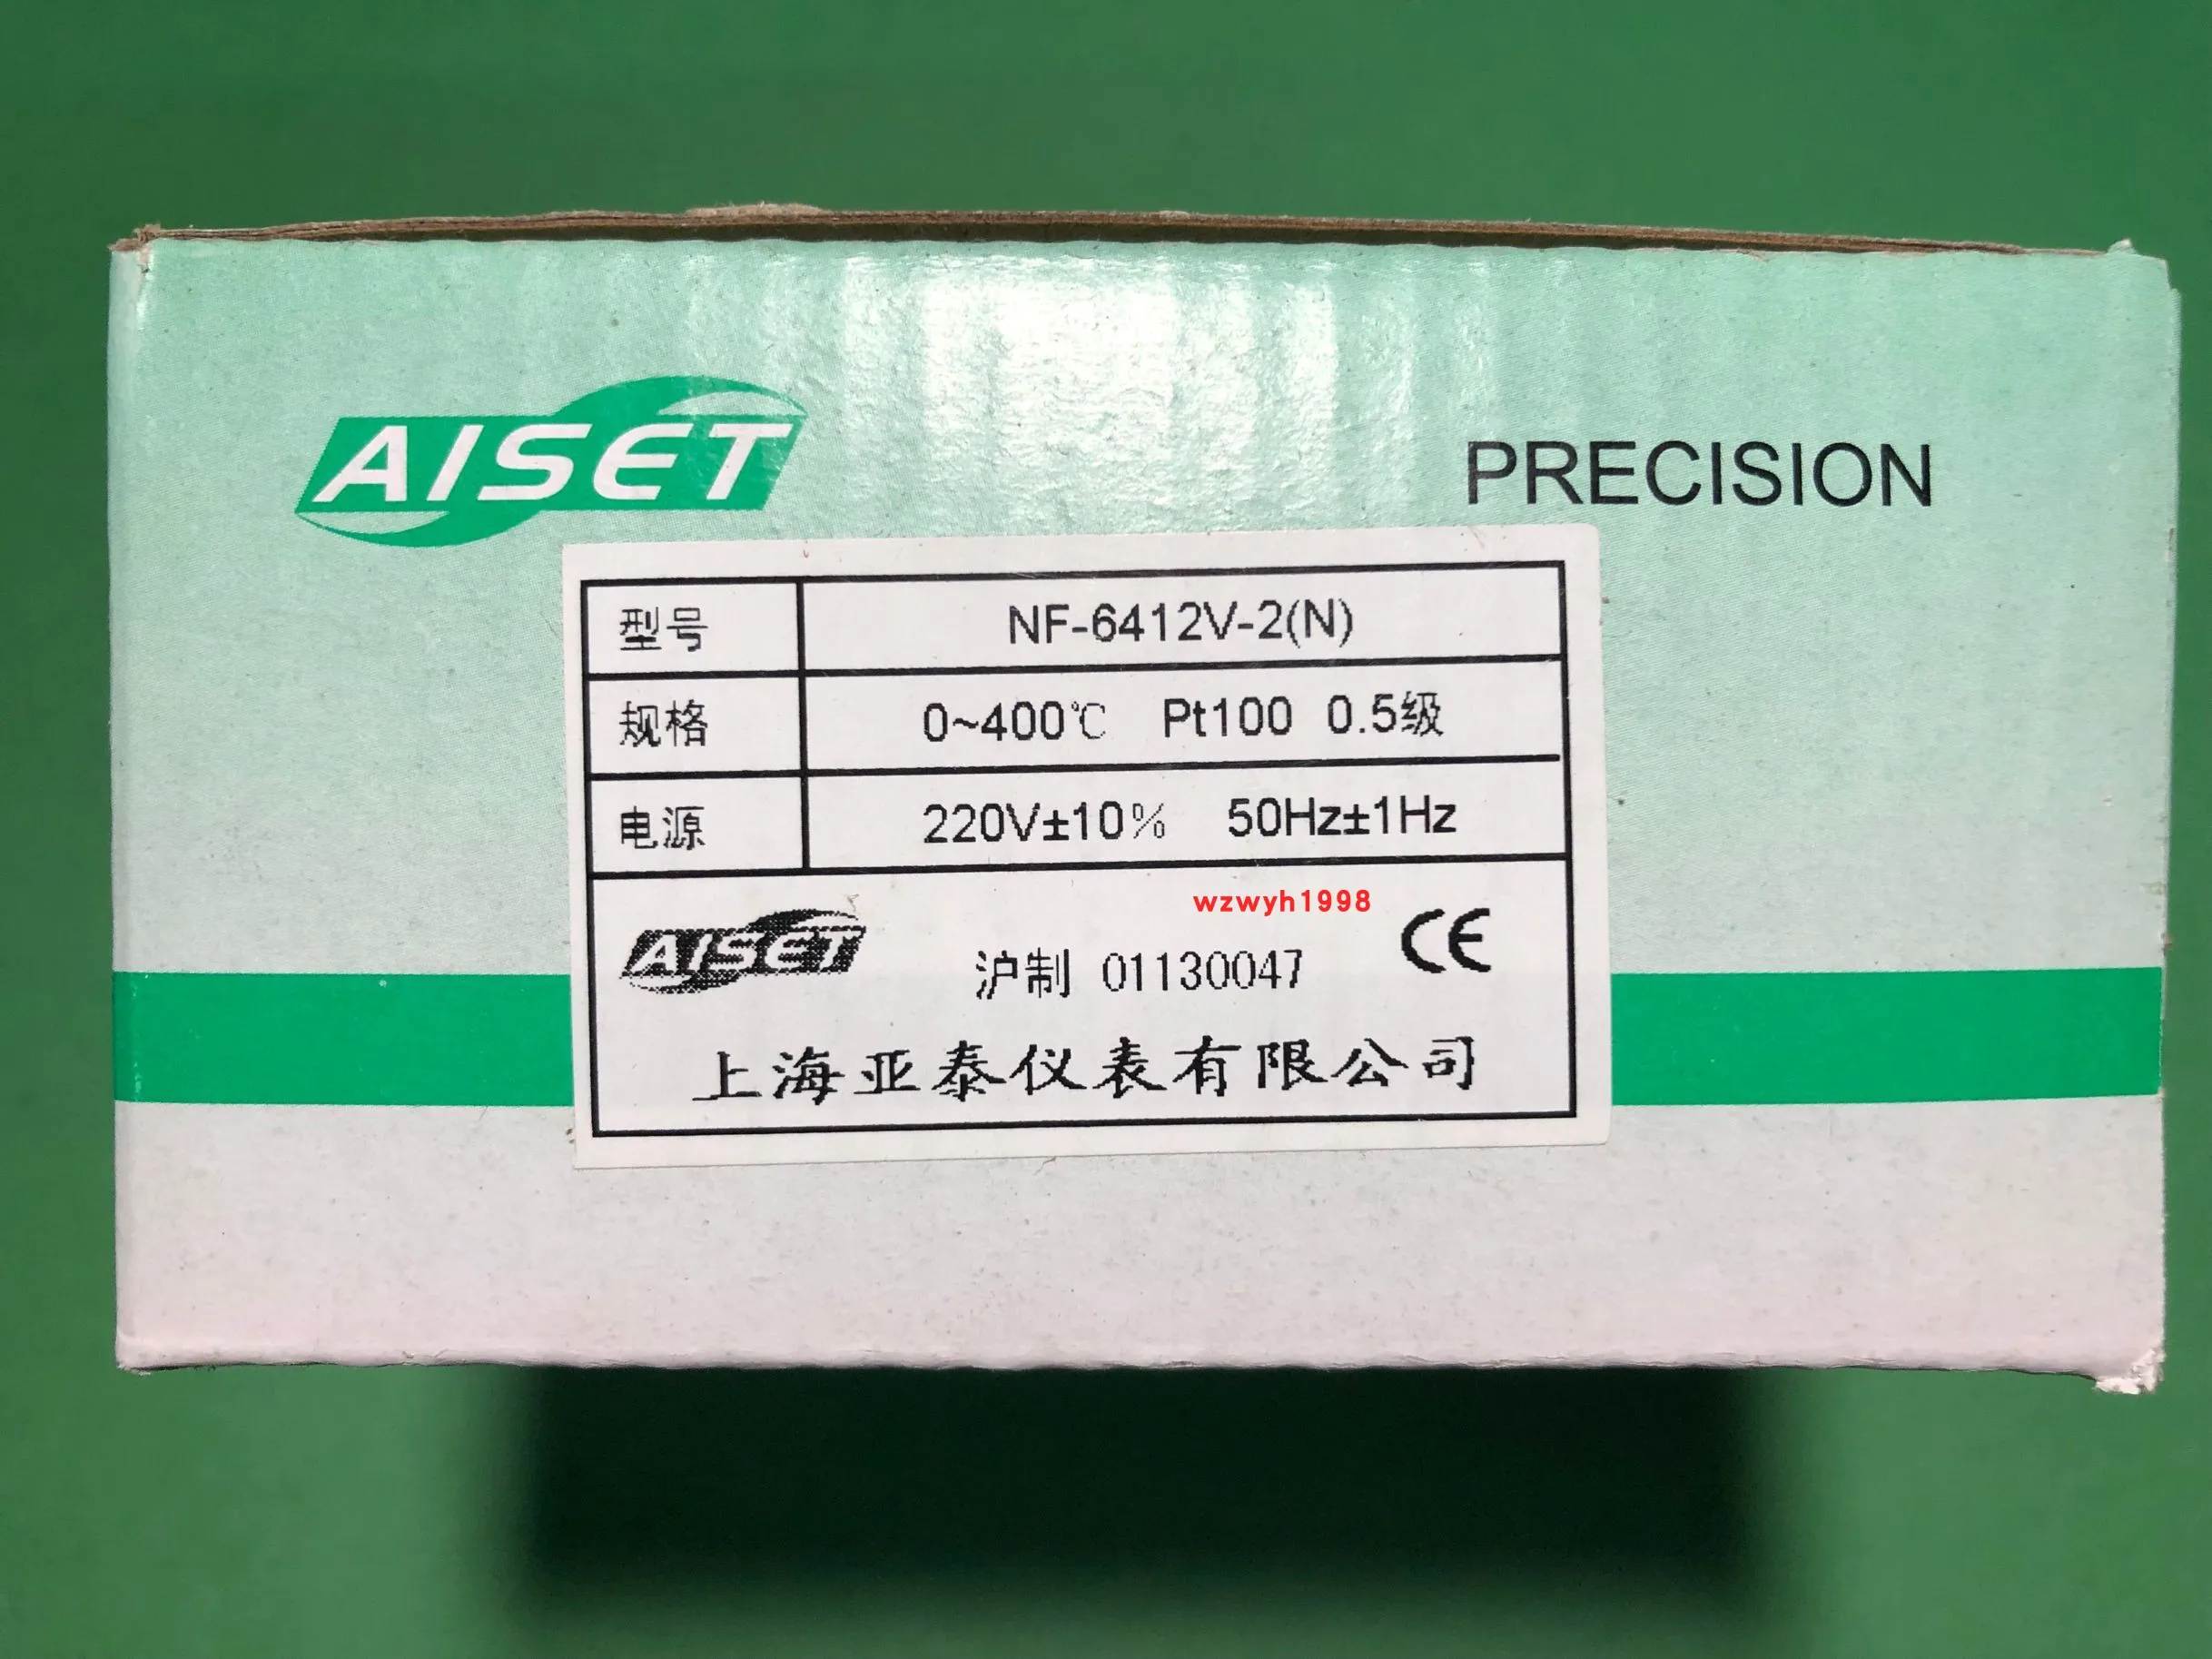 AISET
PRECISION
型号 NF-6412V-2(N)
规格 0~400℃ Pt100 0.5级
电源 220V±10% 50Hz±1Hz
wzwyh1998
AISET 沪制 01130047 CE
上海亚泰仪表有限公司